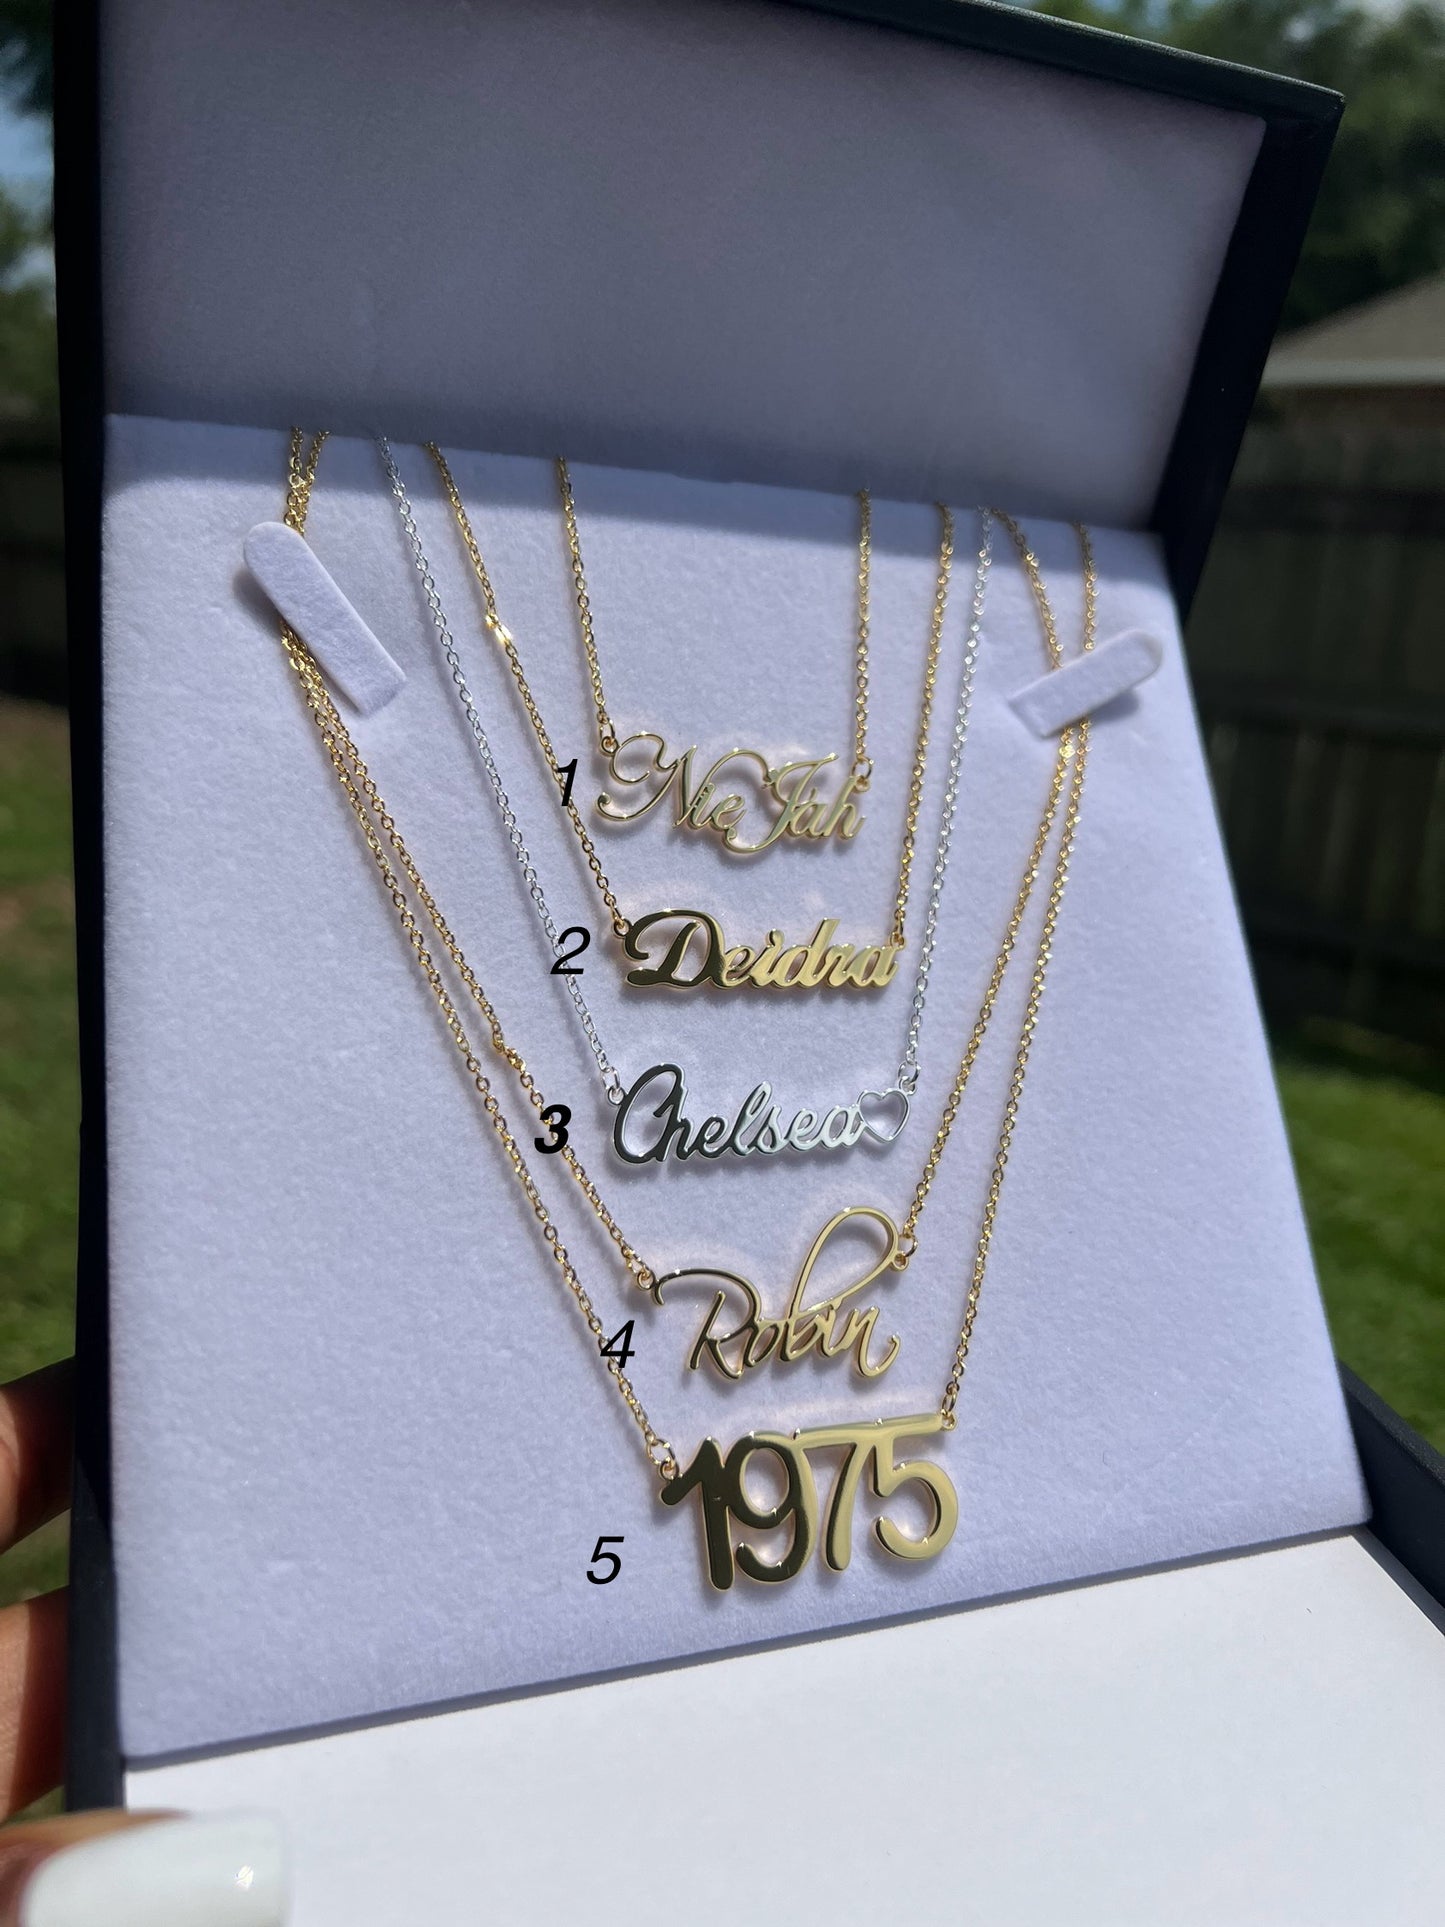 1 NieJah
2 Deidra
3 Chelsea♡
4 Robin
1975
5